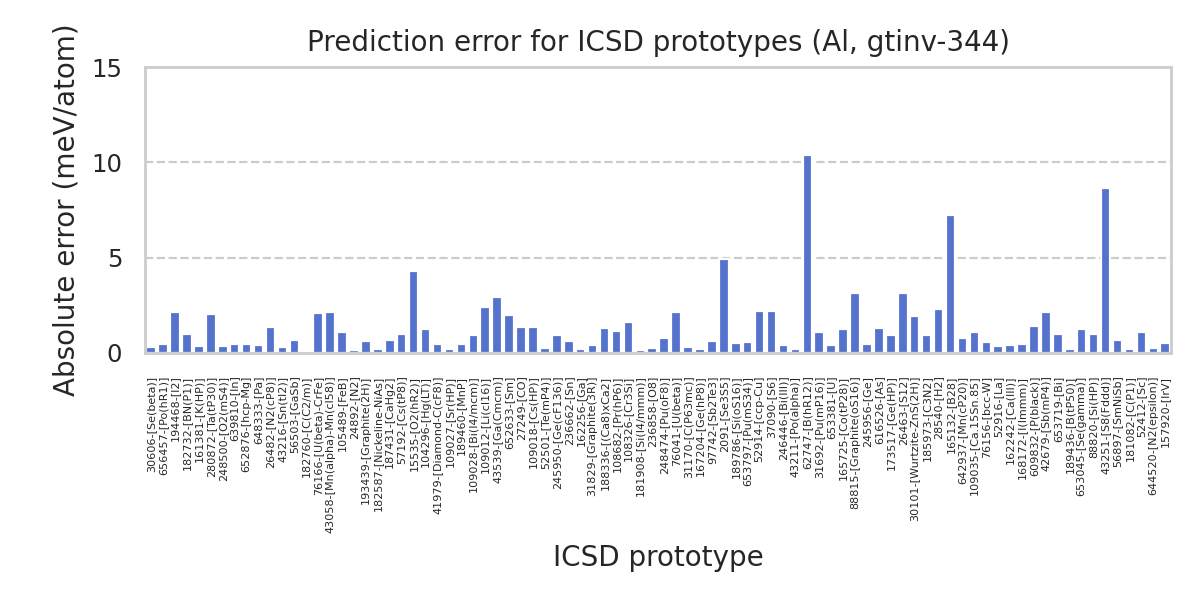 Prediction error for ICSD prototypes (Al, gtinv-344)
Absolute error (meV/atom)
15
10
5
0
30606-[Se(beta)]
656457-[Po(hR1)]
194468-[I2]
182732-[BN(P1)]
161381-[K(HP)]
280872-[P(tP30)]
248500-[O2(mS4)]
639810-[In]
652876-[hcp-Mg]
648333-[Pa]
26482-[N2(cP8)]
43216-[Sn(tI2)]
5603-[GaSb]
182760-[C(C2/m)]
76166-[U(beta)-CrFe]
43058-[Mn(alpha)-Mn(cI58)]
105489-[FeB]
24892-[N2]
193439-[Graphite(2H)]
182587-[Nickeline-NiAs]
187431-[CaHg2]
57192-[Cs(tP8)]
15535-[O2(hR2)]
104296-[Hg(LT)]
41979-[Diamond-C(cF8)]
109027-[Sr(HP)]
189460-[MnP]
109028-[Bi(I4/mcm)]
109012-[Li(cI16)]
43539-[Ga(Cmcm)]
652633-[Sm]
27249-[CO]
109018-[Cs(HP)]
52501-[Te(mP4)]
245950-[Ge(cF136)]
236662-[Sn]
162256-[Ga]
31829-[Graphite(3R)]
188336-[(Ca8)xCa2]
108682-[Pr(hP6)]
108326-[Cr3Si]
181908-[Si(I4/mmm)]
236858-[O8]
248474-[Pu(oF8)]
76041-[U(beta)]
31170-[C(P63mc)]
167204-[Ge(hP8)]
97742-[Sb2Te3]
2091-[Se3S5]
189786-[Si(oS16)]
653797-[Pu(mS34)]
52914-[ccp-Cu]
37090-[S6]
246446-[Bi(III)]
43211-[Po(alpha)]
62747-[B(hR12)]
31692-[Pu(mP16)]
653381-[U]
165725-[Co(tP28)]
88815-[Graphite(oS16)]
245956-[Ge]
616526-[As]
173517-[Ge(HP)]
26463-[S12]
30101-[Wurtzite-ZnS(2H)]
185973-[C3N2]
28540-[H2]
165132-[B28]
642937-[Mn(cP20)]
109035-[Ca.15Sn.85]
76156-[bcc-W]
52916-[La]
162242-[Ca(III)]
168172-[I(Immm)]
609832-[P(black)]
42679-[Sb(mP4)]
653719-[Bi]
189436-[B(tP50)]
653045-[Se(gamma)]
88820-[Si(HP)]
43251-[S8(Fddd)]
56897-[SmNiSb]
181082-[C(P1)]
52412-[Sc]
644520-[N2(epsilon)]
157920-[IrV]
ICSD prototype